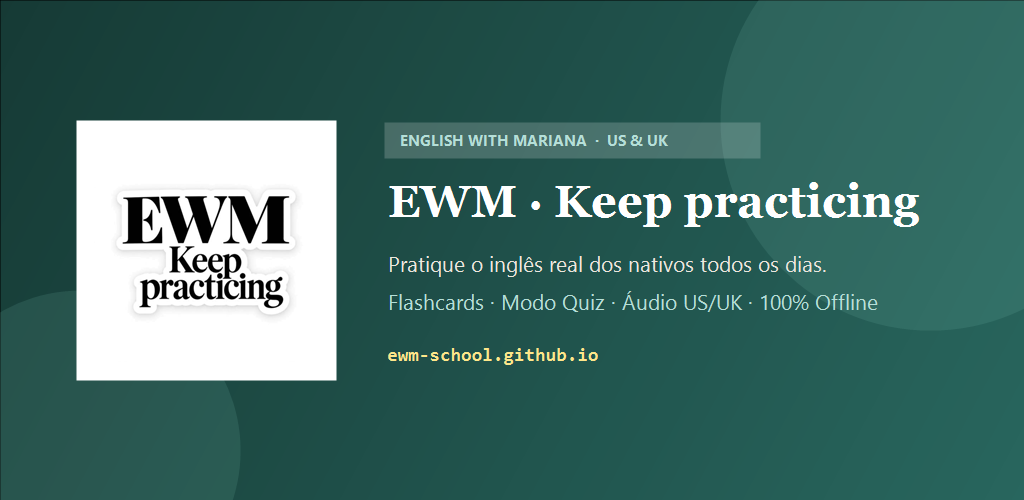 EWM
Keep
practicing
ENGLISH WITH MARIANA · US & UK
EWM · Keep practicing
Pratique o inglês real dos nativos todos os dias.
Flashcards · Modo Quiz · Áudio US/UK · 100% Offline
ewm-school.github.io